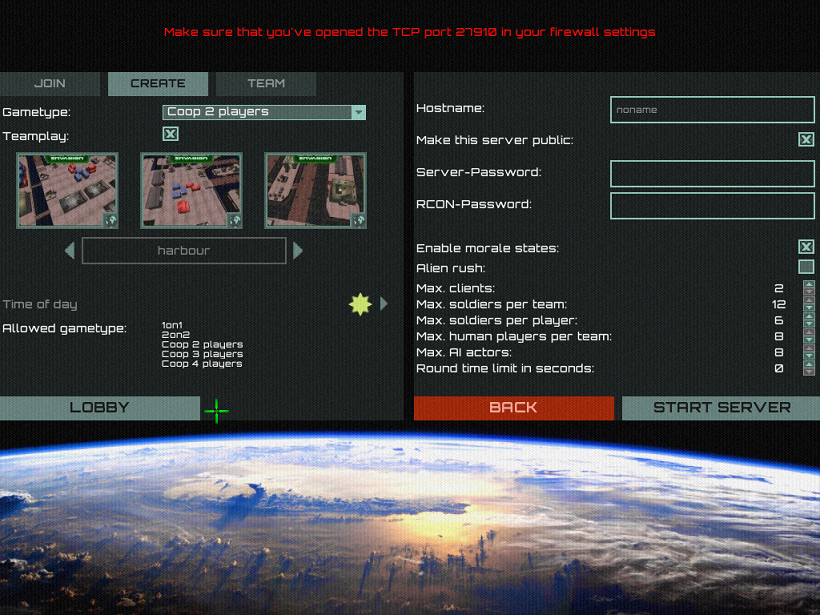 Make sure that you've opened the TCP port 27910 in your firewall settings
JOIN
CREATE
TEAM
Gametype:
Coop 2 players
Teamplay:
harbour
Time of day
Allowed gametype:
1on1
2on2
Coop 2 players
Coop 3 players
Coop 4 players
LOBBY
Hostname:
noname
Make this server public:
Server-Password:
RCON-Password:
Enable morale states:
Alien rush:
Max. clients: 2
Max. soldiers per team: 12
Max. soldiers per player: 6
Max. human players per team: 8
Max. AI actors: 8
Round time limit in seconds: 0
BACK
START SERVER